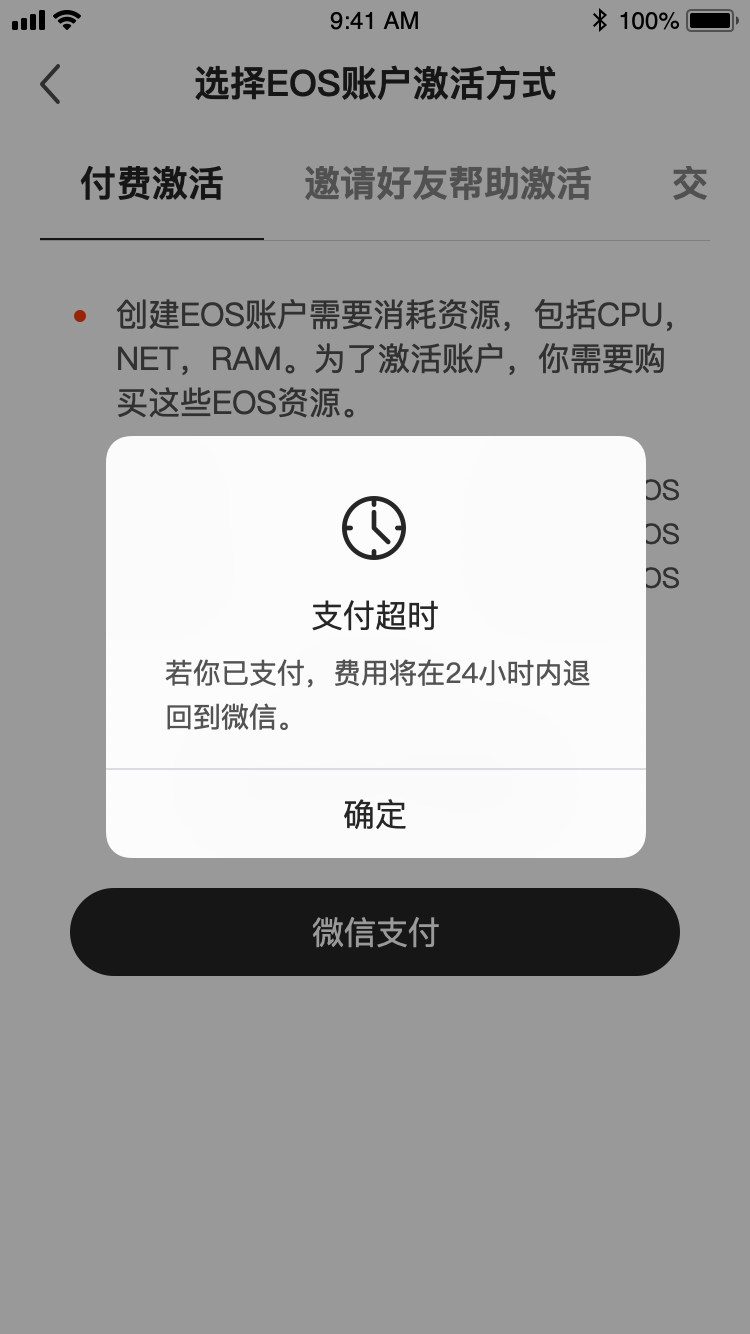 9:41 AM 100%
选择EOS账户激活方式
付费激活 邀请好友帮助激活 交
创建EOS账户需要消耗资源，包括CPU，
NET，RAM。为了激活账户，你需要购
买这些EOS资源。
OS
OS
OS
支付超时
若你已支付，费用将在24小时内退
回到微信。
确定
微信支付